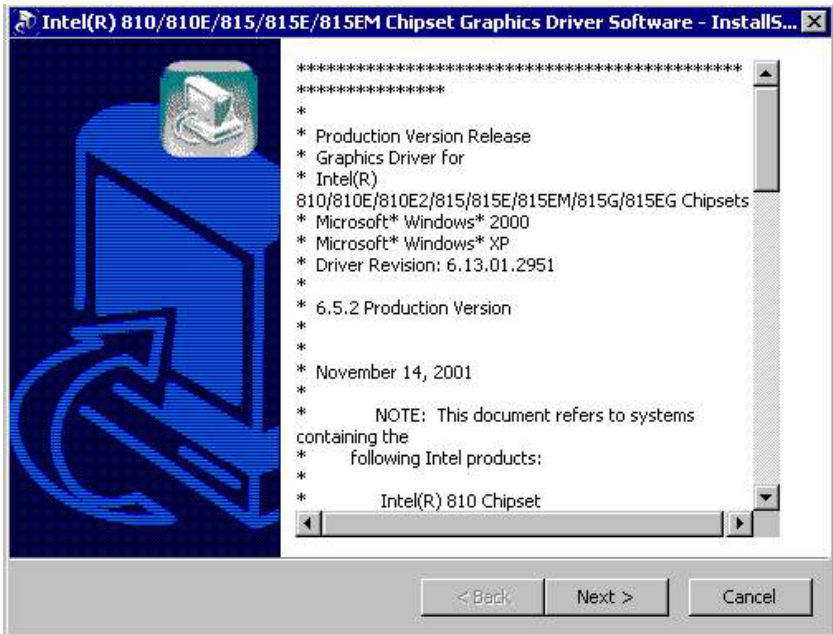 Intel(R) 810/810E/815/815E/815EM Chipset Graphics Driver Software - InstallS...
*********************************************
***************
*
* Production Version Release
* Graphics Driver for
* Intel(R)
810/810E/810E2/815/815E/815EM/815G/815EG Chipsets
* Microsoft* Windows* 2000
* Microsoft* Windows* XP
* Driver Revision: 6.13.01.2951
*
* 6.5.2 Production Version
*
*
* November 14, 2001
*
* NOTE: This document refers to systems
containing the
* following Intel products:
*
* Intel(R) 810 Chipset
< Back Next > Cancel